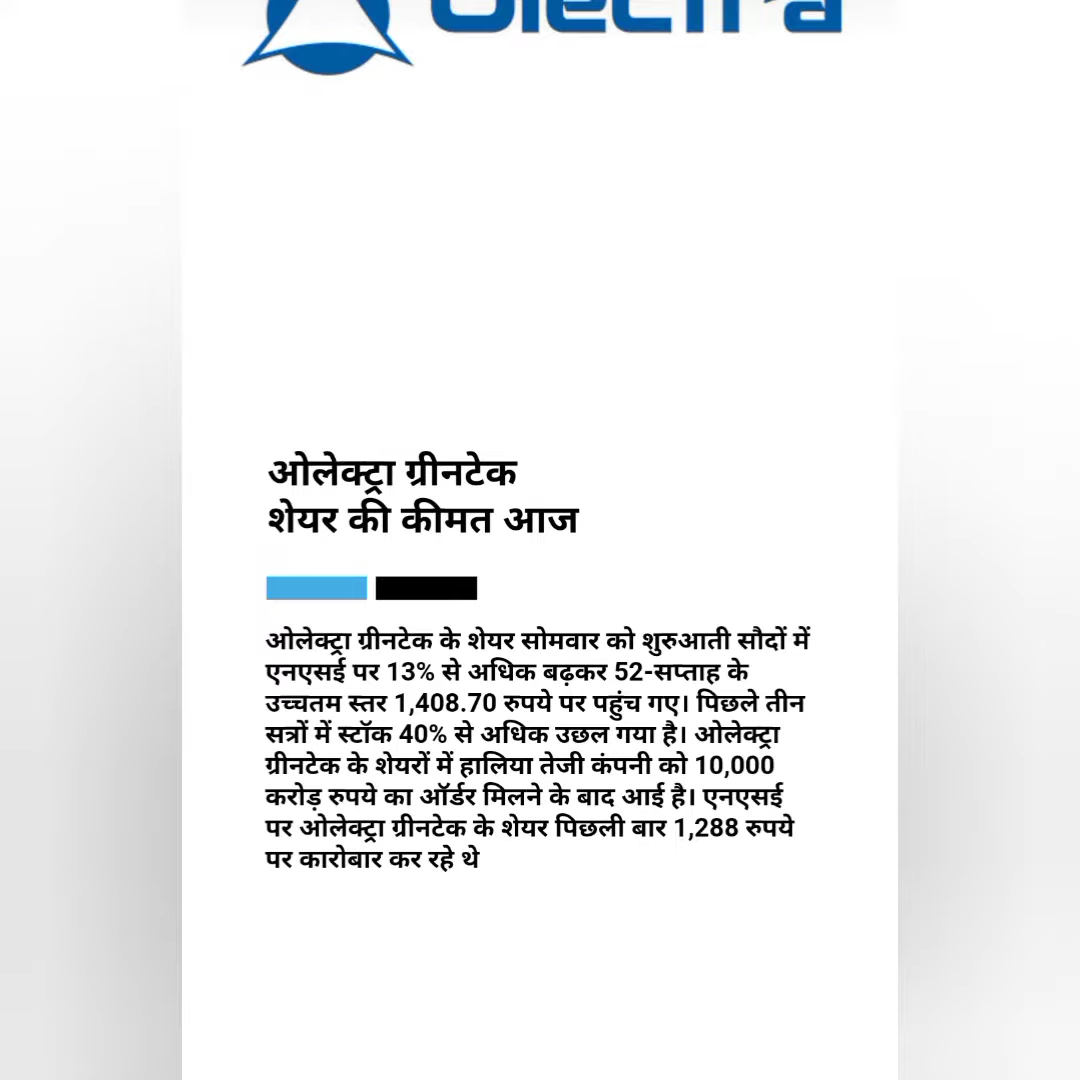 Olectra
ओलेक्ट्रा ग्रीनटेक
शेयर की कीमत आज
ओलेक्ट्रा ग्रीनटेक के शेयर सोमवार को शुरुआती सौदों में
एनएसई पर 13% से अधिक बढ़कर 52-सप्ताह के
उच्चतम स्तर 1,408.70 रुपये पर पहुंच गए। पिछले तीन
सत्रों में स्टॉक 40% से अधिक उछल गया है। ओलेक्ट्रा
ग्रीनटेक के शेयरों में हालिया तेजी कंपनी को 10,000
करोड़ रुपये का ऑर्डर मिलने के बाद आई है। एनएसई
पर ओलेक्ट्रा ग्रीनटेक के शेयर पिछली बार 1,288 रुपये
पर कारोबार कर रहे थे